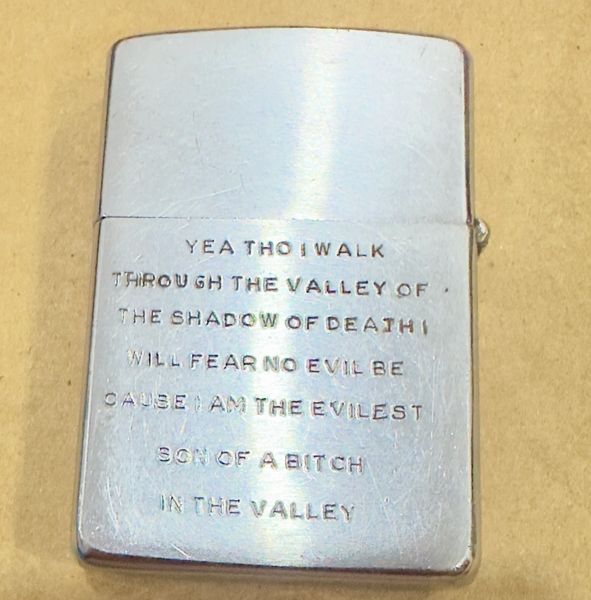 YEA THO I WALK
THROUGH THE VALLEY OF
THE SHADOW OF DEATH I
WILL FEAR NO EVIL BE
CAUSE I AM THE EVILEST
SON OF A BITCH
IN THE VALLEY